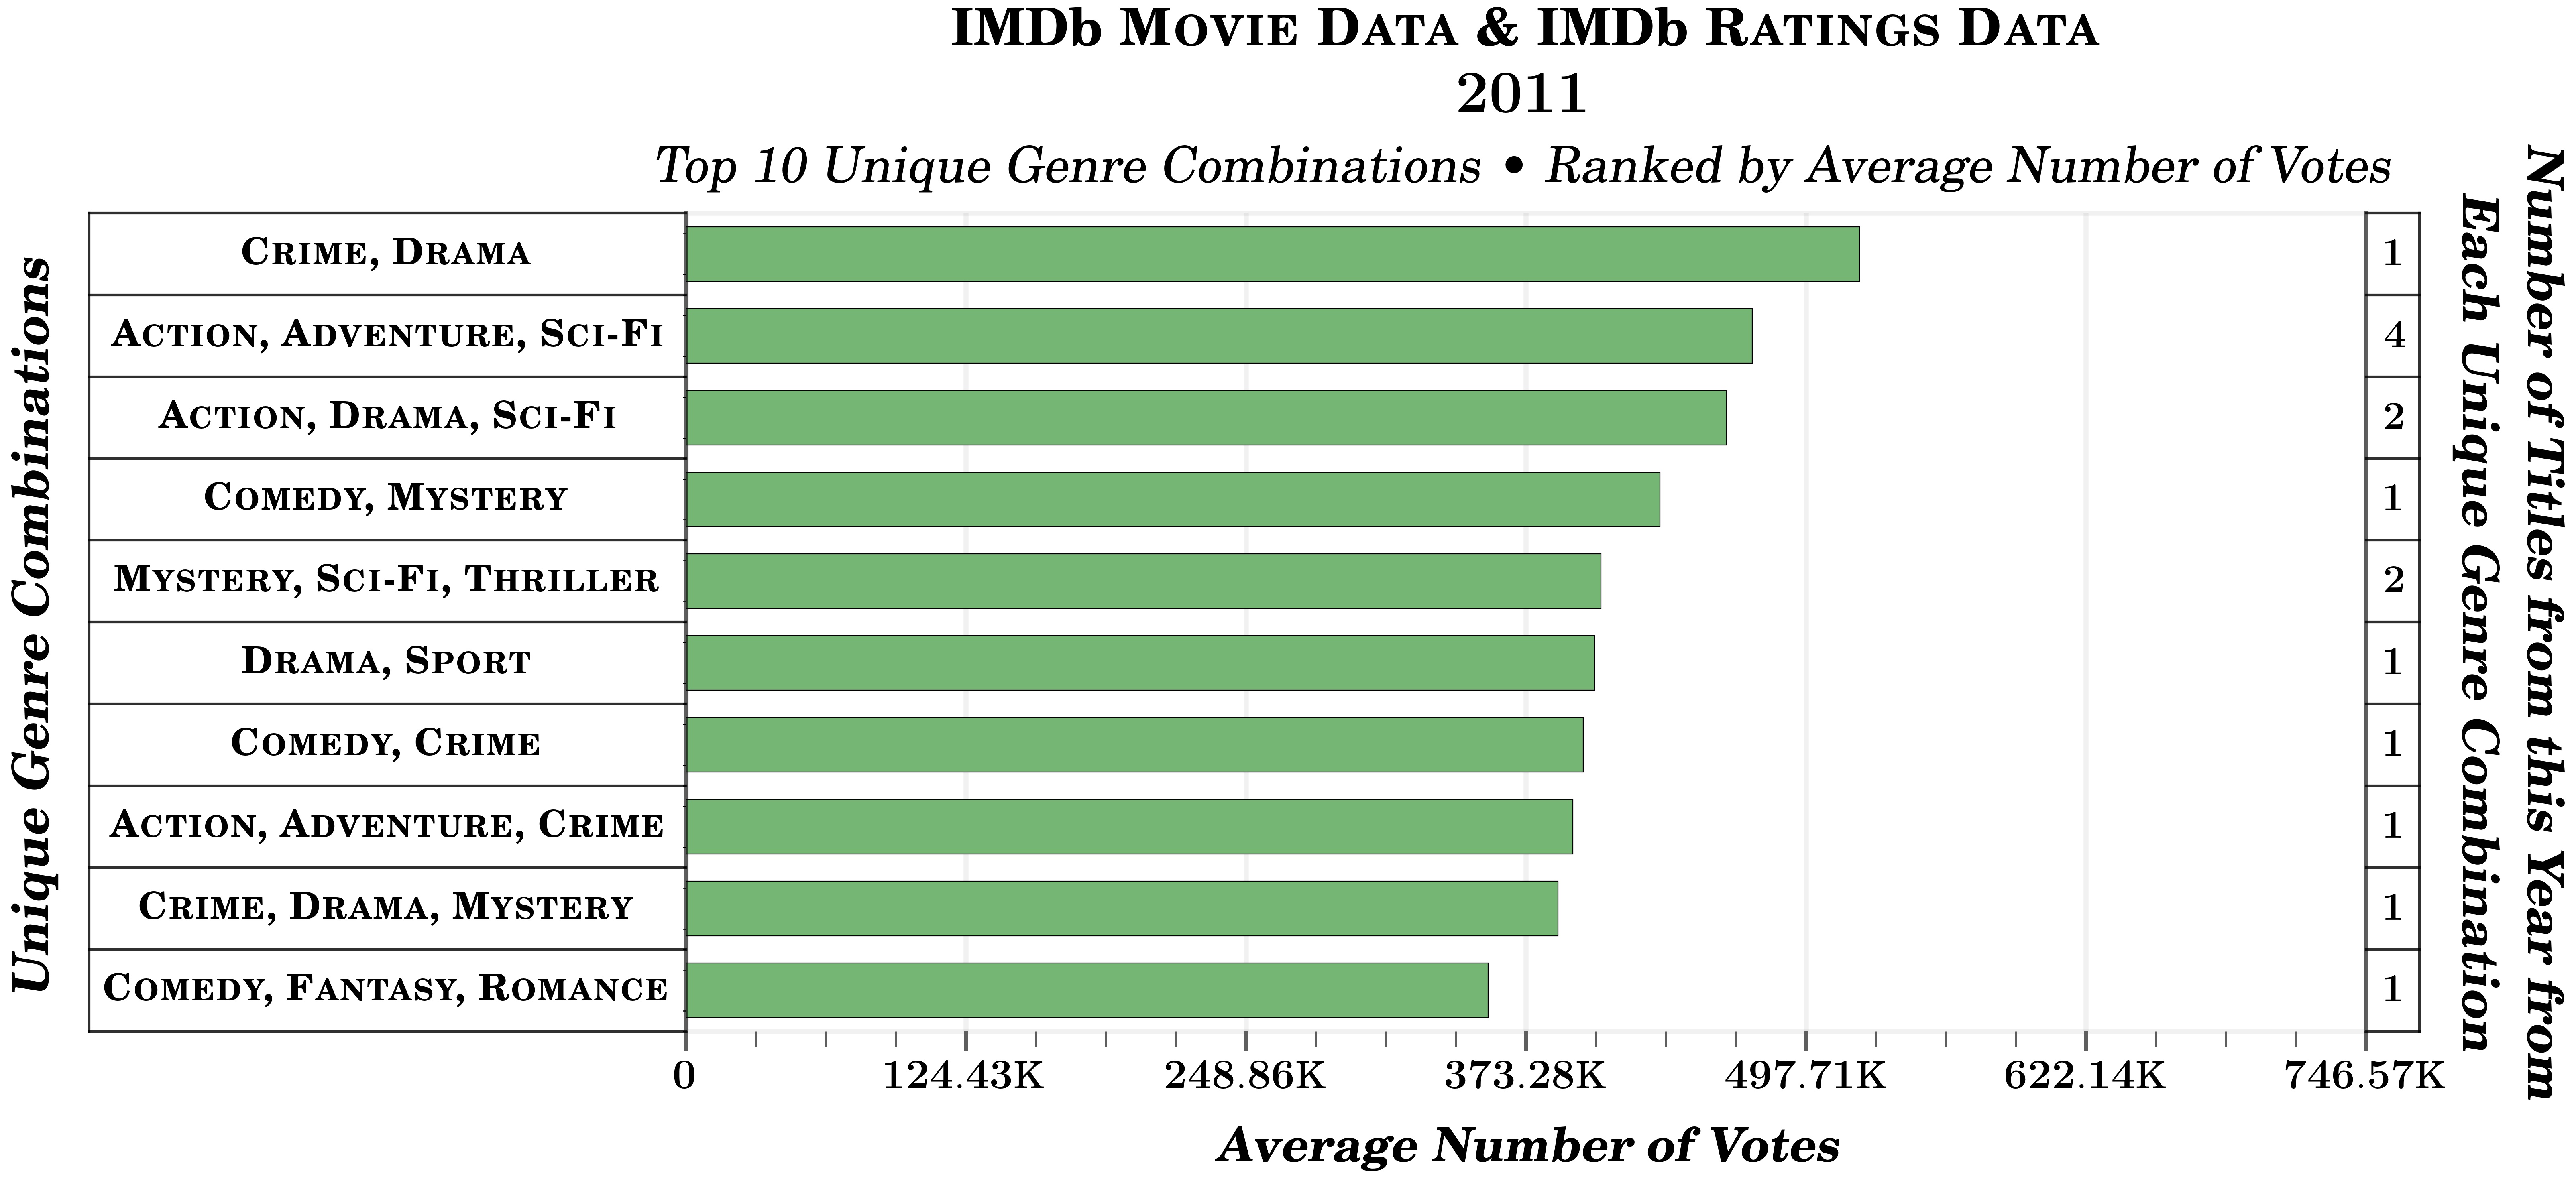 IMDb Movie Data & IMDb Ratings Data
2011
Top 10 Unique Genre Combinations • Ranked by Average Number of Votes
Unique Genre Combinations
Crime, Drama
1
Action, Adventure, Sci-Fi
4
Action, Drama, Sci-Fi
2
Comedy, Mystery
1
Mystery, Sci-Fi, Thriller
2
Drama, Sport
1
Comedy, Crime
1
Action, Adventure, Crime
1
Crime, Drama, Mystery
1
Comedy, Fantasy, Romance
1
Number of Titles from this Year from
Each Unique Genre Combination
0 124.43K 248.86K 373.28K 497.71K 622.14K 746.57K
Average Number of Votes